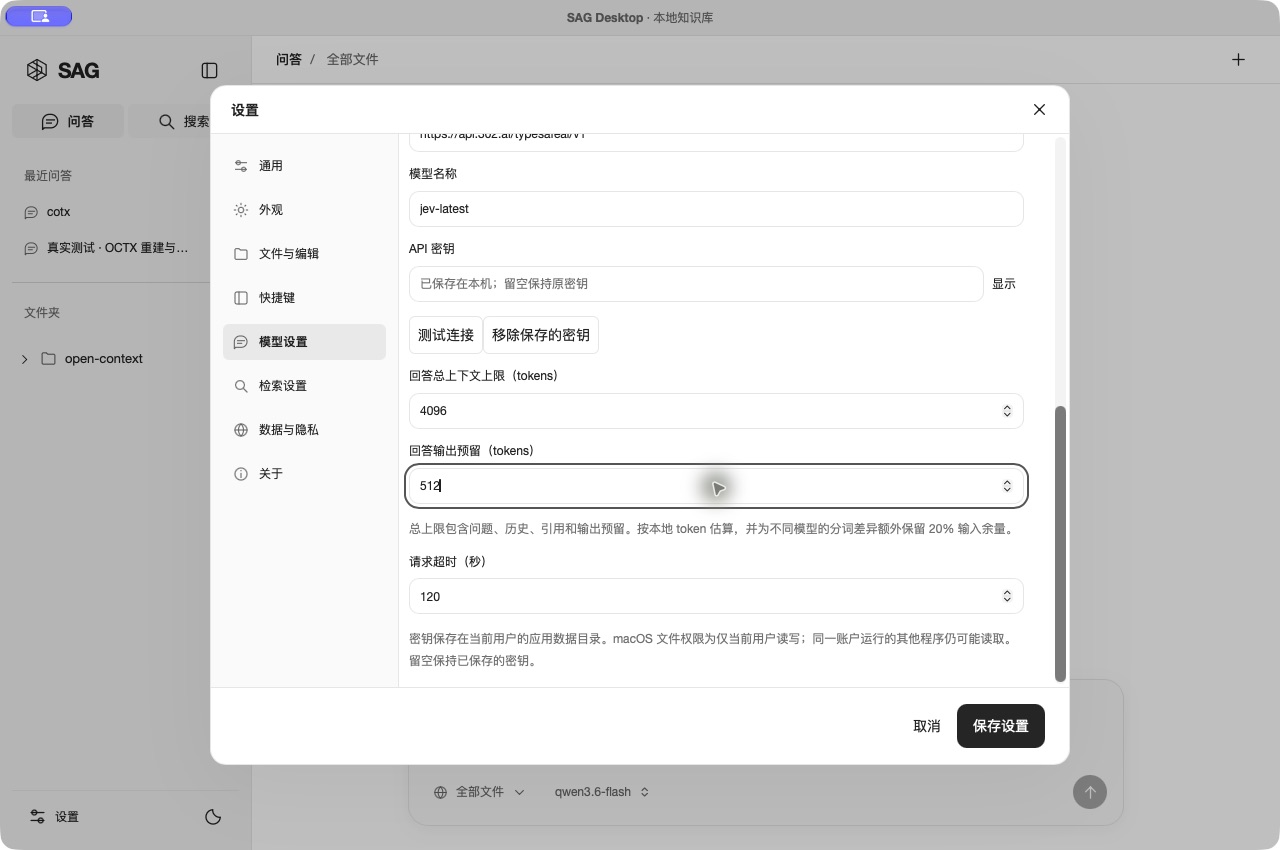 SAG Desktop · 本地知识库
SAG
问答
搜索
最近问答
cotx
真实测试 · OCTX 重建与…
文件夹
open-context
设置
问答 / 全部文件
设置
通用
外观
文件与编辑
快捷键
模型设置
检索设置
数据与隐私
关于
https://api.302.ai/typesafeai/v1
模型名称
jev-latest
API 密钥
已保存在本机；留空保持原密钥
显示
测试连接
移除保存的密钥
回答总上下文上限（tokens）
4096
回答输出预留（tokens）
512
总上限包含问题、历史、引用和输出预留。按本地 token 估算，并为不同模型的分词差异额外保留 20% 输入余量。
请求超时（秒）
120
密钥保存在当前用户的应用数据目录。macOS 文件权限为仅当前用户读写；同一账户运行的其他程序仍可能读取。
留空保持已保存的密钥。
取消
保存设置
全部文件
qwen3.6-flash